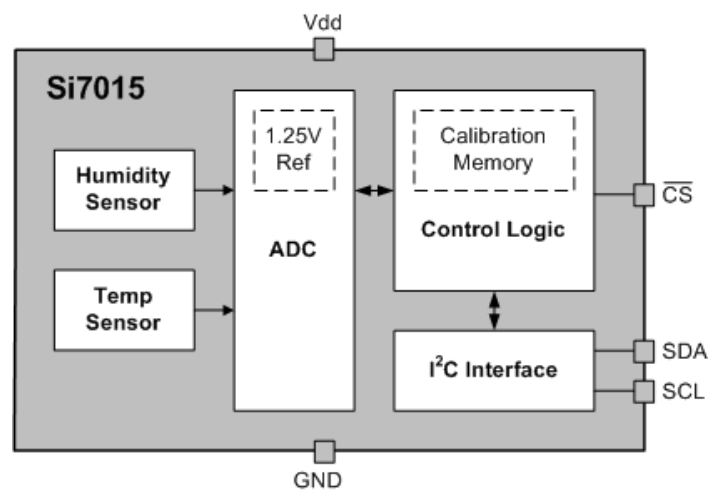 Vdd
Si7015
1.25V
Ref
Calibration
Memory
Humidity
Sensor
CS
Control Logic
ADC
Temp
Sensor
SDA
I²C Interface
SCL
GND